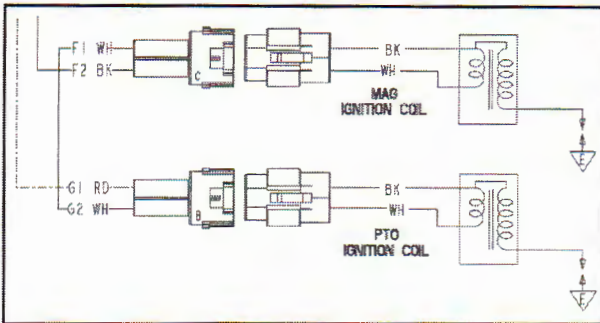 F1 WH
F2 BK
C
BK
WH
MAG
IGNITION COIL
E
G1 RD
G2 WH
B
BK
WH
PTO
IGNITION COIL
E